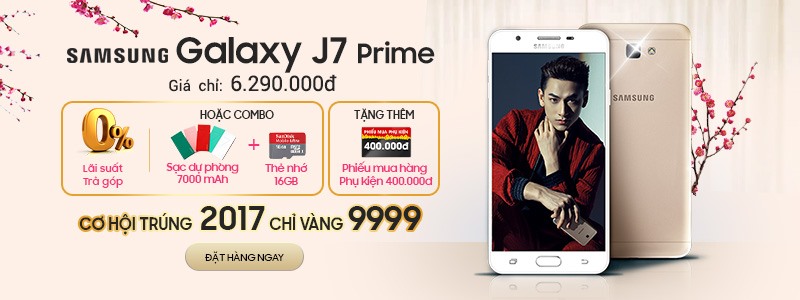 SAMSUNG Galaxy J7 Prime
Giá chỉ: 6.290.000đ
0%
Lãi suất
Trả góp
HOẶC COMBO
+
Sạc dự phòng
7000 mAh
SanDisk
16GB
Thẻ nhớ
16GB
TẶNG THÊM
PHIẾU MUA PHỤ KIỆN
400.000đ
Phiếu mua hàng
Phụ kiện 400.000đ
CƠ HỘI TRÚNG 2017 CHỈ VÀNG 9999
ĐẶT HÀNG NGAY
SAMSUNG
SAMSUNG